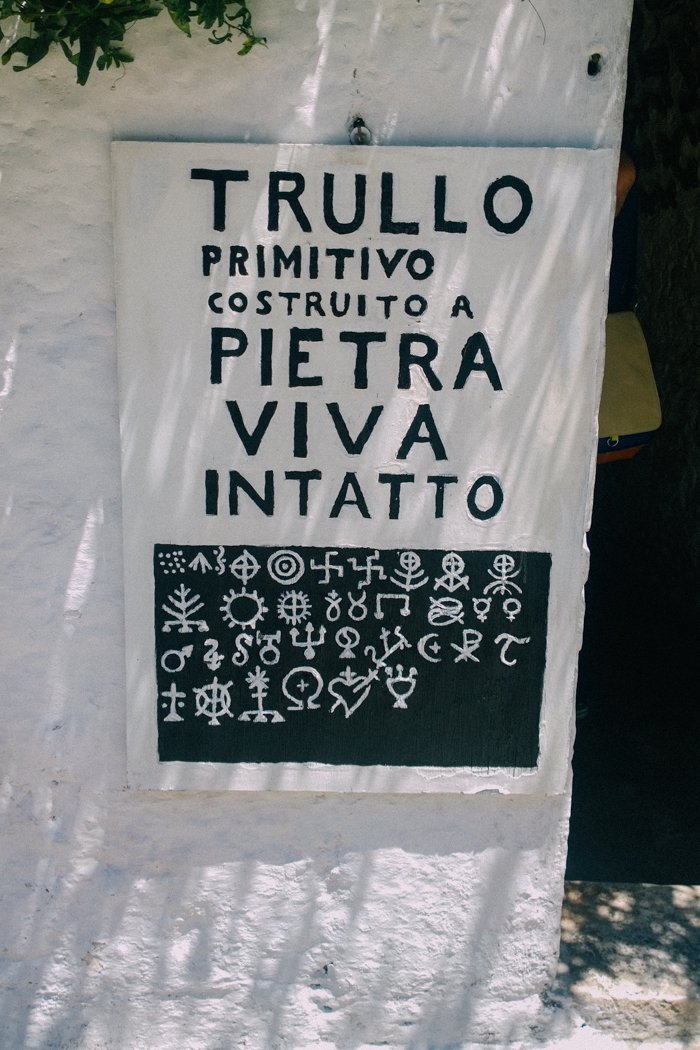 TRULLO
PRIMITIVO
COSTRUITO A
PIETRA
VIVA
INTATTO